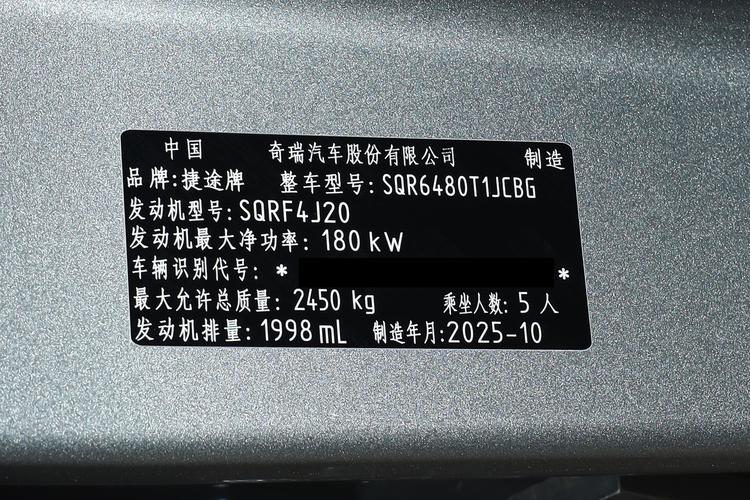 中国 奇瑞汽车股份有限公司 制造
品牌:捷途牌 整车型号:SQR6480T1JCBG
发动机型号:SQRF4J20
发动机最大净功率: 180 kW
车辆识别代号: * *
最大允许总质量: 2450 kg 乘坐人数: 5 人
发动机排量: 1998 mL 制造年月:2025-10